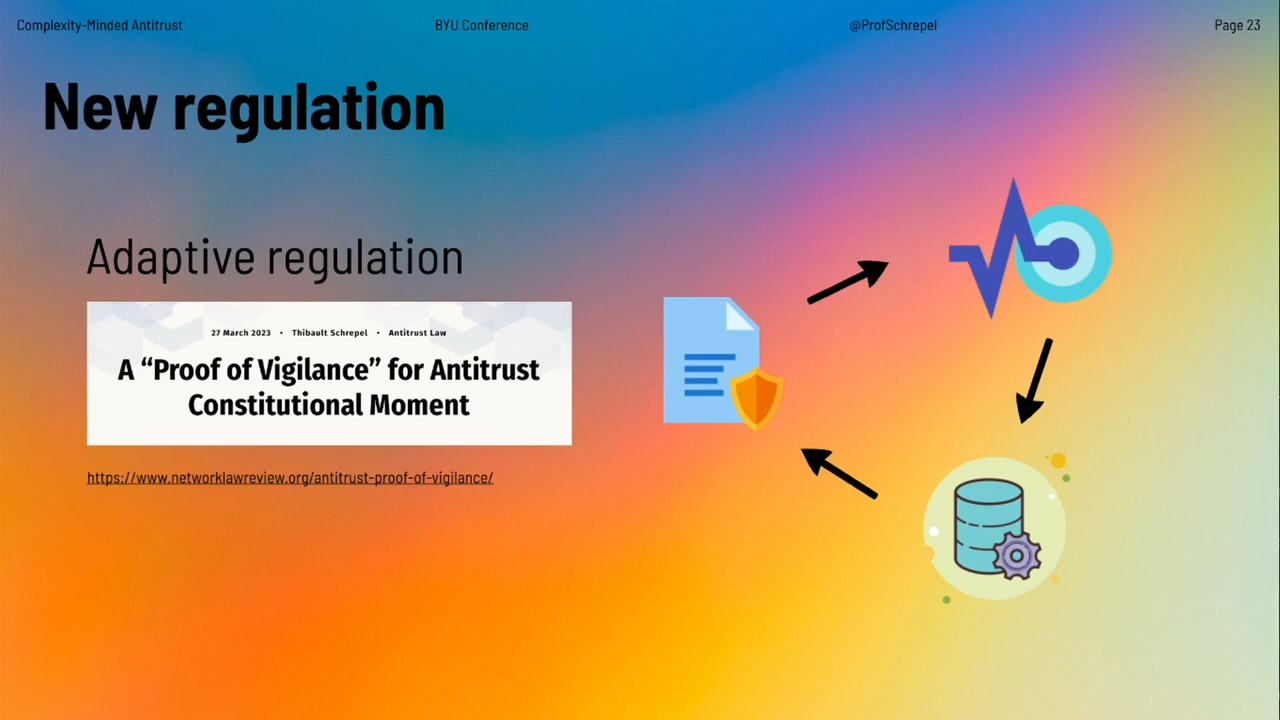 Complexity-Minded Antitrust
BYU Conference
@ProfSchrepel
Page 23
New regulation
Adaptive regulation
27 March 2023 • Thibault Schrepel • Antitrust Law
A “Proof of Vigilance” for Antitrust
Constitutional Moment
https://www.networklawreview.org/antitrust-proof-of-vigilance/